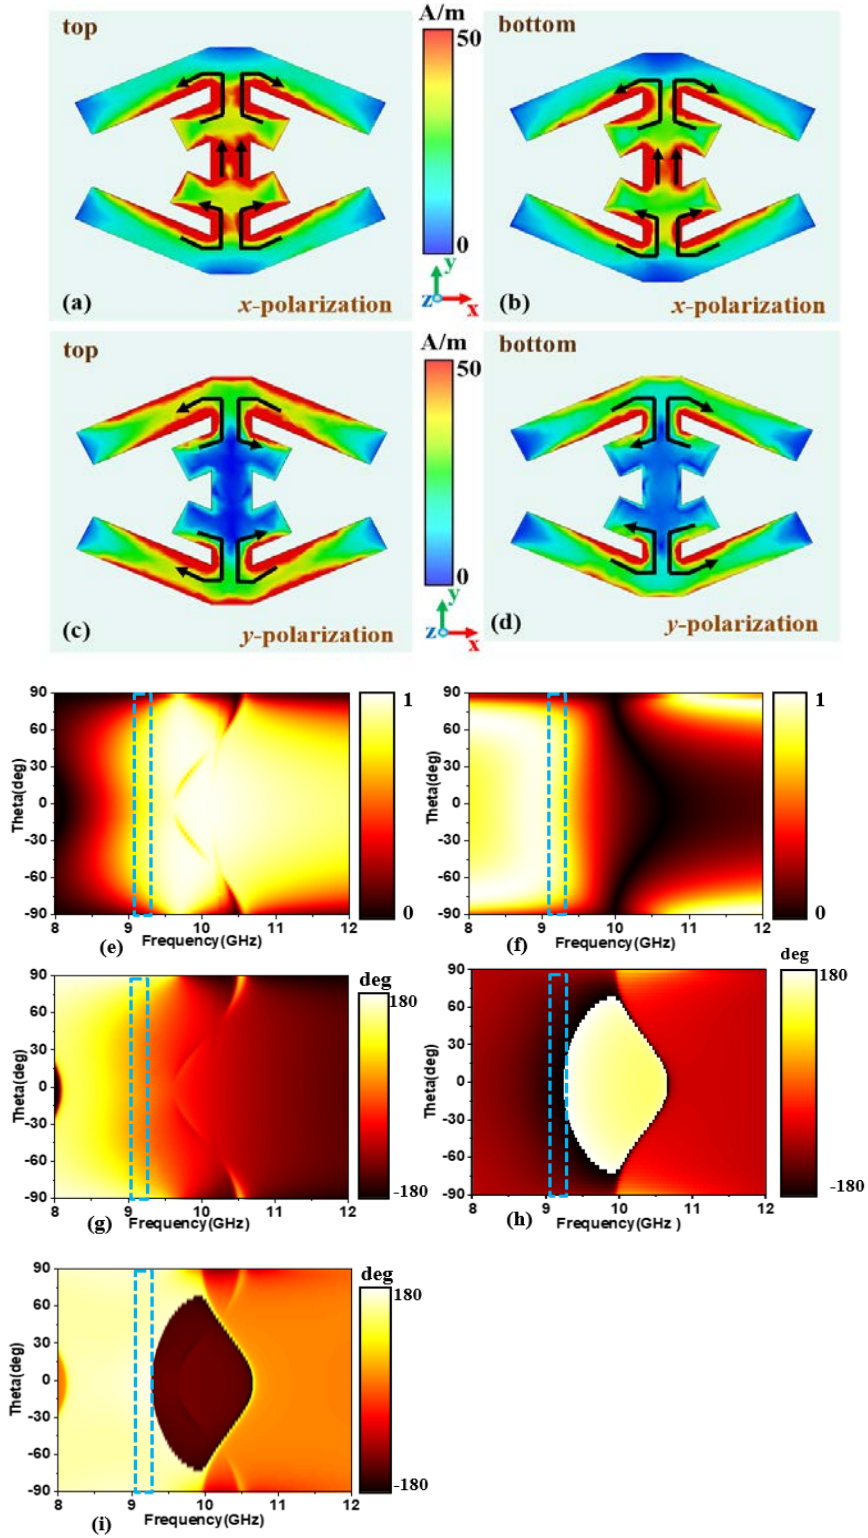 top
A/m
bottom
50
50
0
0
y
y
z
x
z
x
(a)
x-polarization
(b)
x-polarization
top
A/m
bottom
50
0
y
z
x
(c)
y-polarization
(d)
y-polarization
90
60
30
0
-30
-60
-90
Theta(deg)
8
9
10
11
12
Frequency(GHz)
1
0
(e)
90
60
30
0
-30
-60
-90
Theta(deg)
8
9
10
11
12
Frequency(GHz)
1
0
(f)
90
60
30
0
-30
-60
-90
Theta(deg)
8
9
10
11
12
Frequency(GHz)
deg
180
-180
(g)
90
60
30
0
-30
-60
-90
Theta(deg)
8
9
10
11
12
Frequency(GHz )
deg
180
-180
(h)
90
60
30
0
-30
-60
-90
Theta(deg)
8
9
10
11
12
Frequency(GHz)
deg
180
-180
(i)